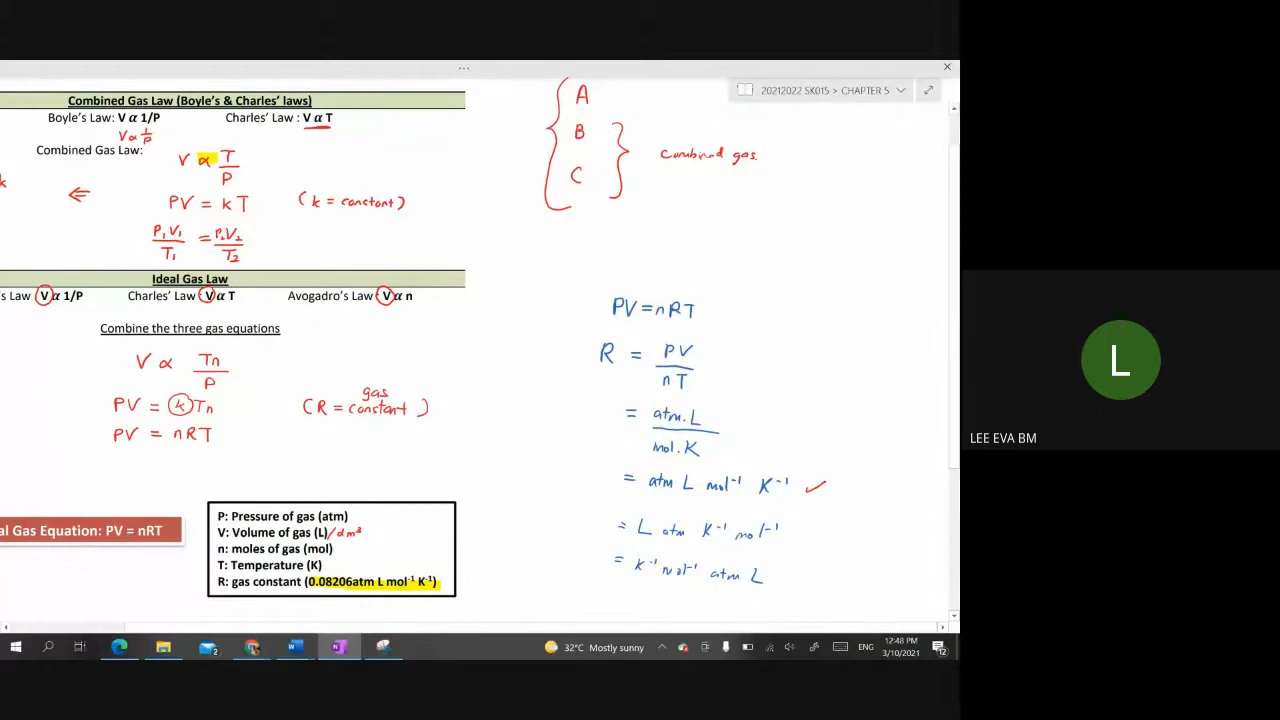 ...
20212022 SK015 > CHAPTER 5
Combined Gas Law (Boyle's & Charles' laws)
Boyle's Law: V α 1/P
Charles' Law : V α T
V ∝ 1/P
Combined Gas Law:
V ∝ T/P
k
⇐
PV = kT
(k = constant)
P₁V₁/T₁ = P₂V₂/T₂
A
B
C
Combined gas.
Ideal Gas Law
's Law V α 1/P
Charles' Law - V α T
Avogadro's Law - V α n
Combine the three gas equations
V ∝ Tn/P
PV = kTn
(R = gas constant)
PV = nRT
al Gas Equation: PV = nRT
P: Pressure of gas (atm)
V: Volume of gas (L)/dm³
n: moles of gas (mol)
T: Temperature (K)
R: gas constant (0.08206atm L mol⁻¹ K⁻¹)
PV = nRT
R = PV/nT
= atm.L/mol.K
= atm L mol⁻¹ K⁻¹ ✓
= L atm K⁻¹ mol⁻¹
= K⁻¹ mol⁻¹ atm L
L
LEE EVA BM
32°C Mostly sunny
ENG
12:48 PM
3/10/2021
12